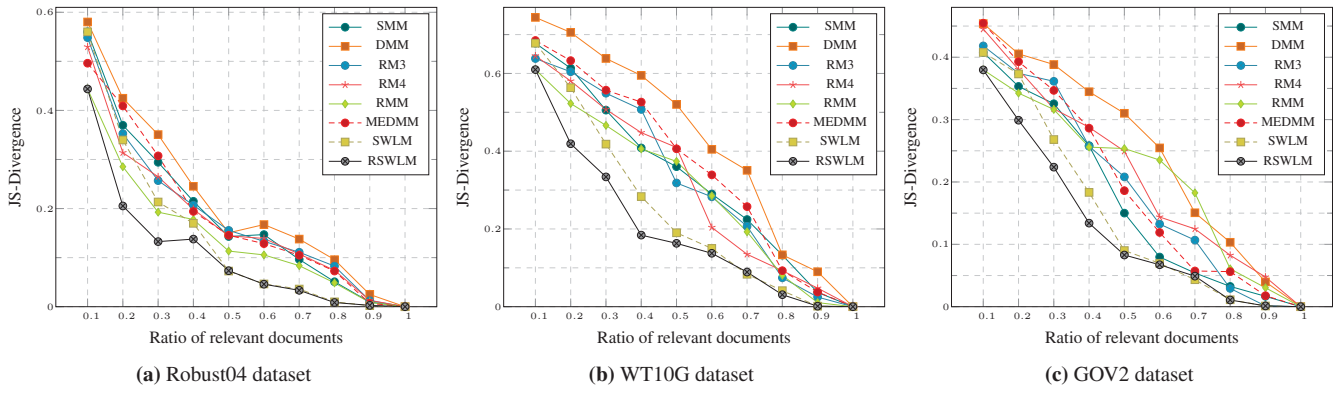 0.6
0.4
0.2
0
JS-Divergence
0.1 0.2 0.3 0.4 0.5 0.6 0.7 0.8 0.9 1
Ratio of relevant documents
SMM
DMM
RM3
RM4
RMM
MEDMM
SWLM
RSWLM
(a) Robust04 dataset
0.6
0.4
0.2
0
JS-Divergence
0.1 0.2 0.3 0.4 0.5 0.6 0.7 0.8 0.9 1
Ratio of relevant documents
SMM
DMM
RM3
RM4
RMM
MEDMM
SWLM
RSWLM
(b) WT10G dataset
0.4
0.3
0.2
0.1
0
JS-Divergence
0.1 0.2 0.3 0.4 0.5 0.6 0.7 0.8 0.9 1
Ratio of relevant documents
SMM
DMM
RM3
RM4
RMM
MEDMM
SWLM
RSWLM
(c) GOV2 dataset